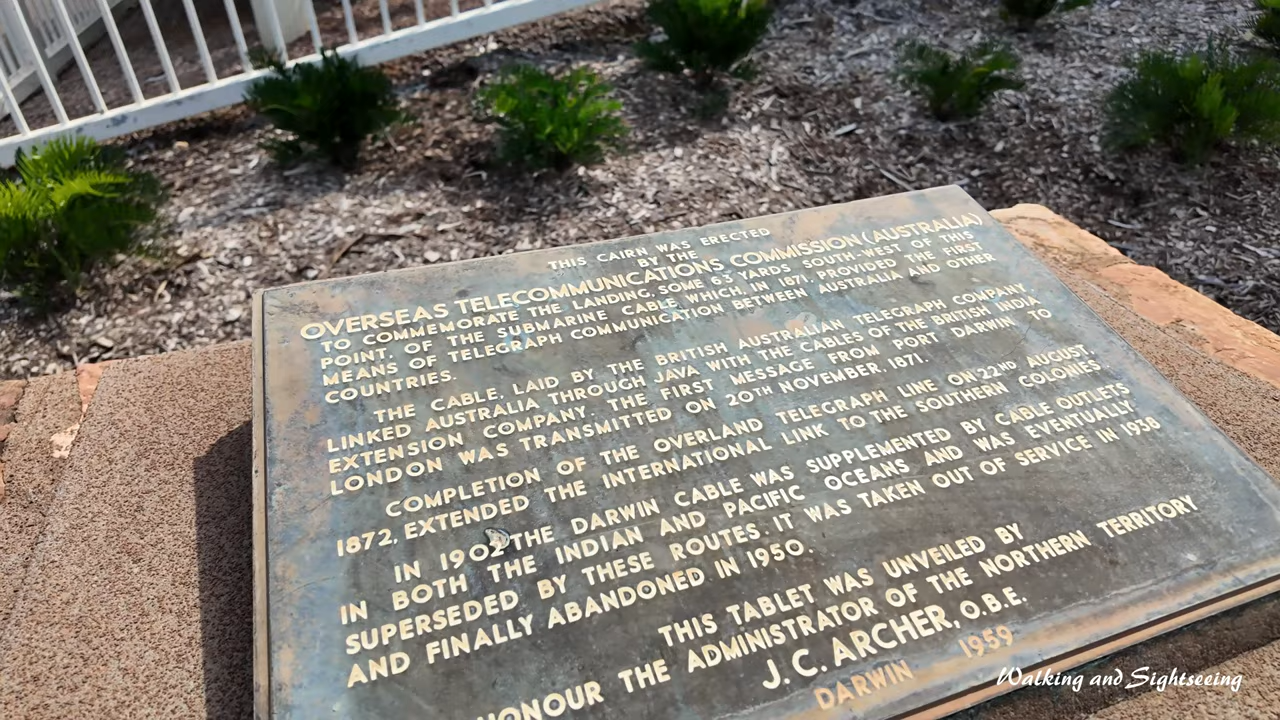 THIS CAIRN WAS ERECTED
BY THE
OVERSEAS TELECOMMUNICATIONS COMMISSION (AUSTRALIA)
TO COMMEMORATE THE LANDING, SOME 63 YARDS SOUTH-WEST OF THIS
POINT, OF THE SUBMARINE CABLE WHICH, IN 1871, PROVIDED THE FIRST
MEANS OF TELEGRAPH COMMUNICATION BETWEEN AUSTRALIA AND OTHER
COUNTRIES.
THE CABLE, LAID BY THE BRITISH AUSTRALIAN TELEGRAPH COMPANY
LINKED AUSTRALIA THROUGH JAVA WITH THE CABLES OF THE BRITISH INDIA
EXTENSION COMPANY. THE FIRST MESSAGE FROM PORT DARWIN TO
LONDON WAS TRANSMITTED ON 20TH NOVEMBER, 1871.
COMPLETION OF THE OVERLAND TELEGRAPH LINE ON 22ND AUGUST,
1872, EXTENDED THE INTERNATIONAL LINK TO THE SOUTHERN COLONIES.
IN 1902 THE DARWIN CABLE WAS SUPPLEMENTED BY CABLE OUTLETS
IN BOTH THE INDIAN AND PACIFIC OCEANS AND WAS EVENTUALLY
SUPERSEDED BY THESE ROUTES. IT WAS TAKEN OUT OF SERVICE IN 1938
AND FINALLY ABANDONED IN 1950.
THIS TABLET WAS UNVEILED BY
HONOUR THE ADMINISTRATOR OF THE NORTHERN TERRITORY
J. C. ARCHER, O.B.E.
DARWIN 1959
Walking and Sightseeing